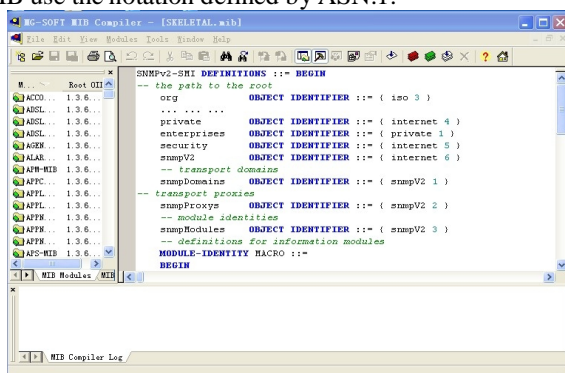 IB use the notation defined by ASN.1.
MG-SOFT MIB Compiler - [SKELETAL.mib]
File Edit View Modules Tools Window Help
M... Root OII
ACCO... 1.3.6...
ADSL... 1.3.6...
ADSL... 1.3.6...
ADSL... 1.3.6...
AGEN... 1.3.6...
ALAR... 1.3.6...
APM-MIB 1.3.6...
APPC... 1.3.6...
APPL... 1.3.6...
APPL... 1.3.6...
APPN... 1.3.6...
APPN... 1.3.6...
APPN... 1.3.6...
APS-MIB 1.3.6...
MIB Modules MIB
SNMPv2-SMI DEFINITIONS ::= BEGIN
-- the path to the root
org OBJECT IDENTIFIER ::= { iso 3 }
... ... ...
private OBJECT IDENTIFIER ::= { internet 4 }
enterprises OBJECT IDENTIFIER ::= { private 1 }
security OBJECT IDENTIFIER ::= { internet 5 }
snmpV2 OBJECT IDENTIFIER ::= { internet 6 }
-- transport domains
snmpDomains OBJECT IDENTIFIER ::= { snmpV2 1 }
-- transport proxies
snmpProxys OBJECT IDENTIFIER ::= { snmpV2 2 }
-- module identities
snmpModules OBJECT IDENTIFIER ::= { snmpV2 3 }
-- definitions for information modules
MODULE-IDENTITY MACRO ::=
BEGIN
MIB Compiler Log